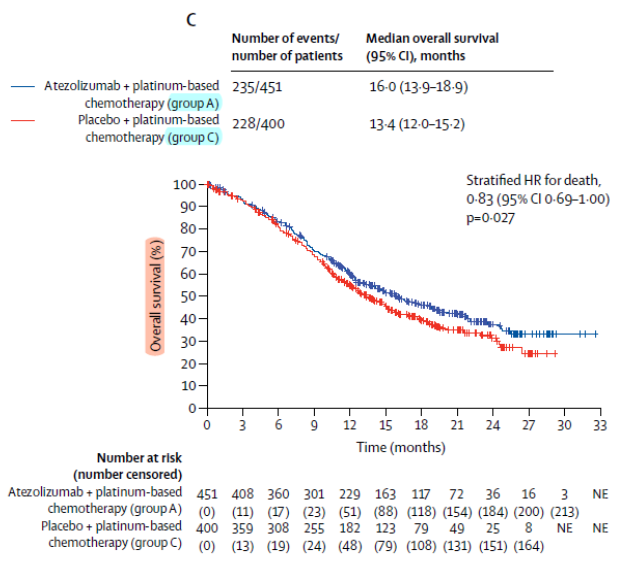 C
Number of events/ Median overall survival
number of patients (95% CI), months
Atezolizumab + platinum-based 235/451 16·0 (13·9–18·9)
chemotherapy (group A)
Placebo + platinum-based 228/400 13·4 (12·0–15·2)
chemotherapy (group C)
Stratified HR for death,
0·83 (95% CI 0·69–1·00)
p=0·027
Overall survival (%)
100
90
80
70
60
50
40
30
20
10
0
0 3 6 9 12 15 18 21 24 27 30 33
Time (months)
Number at risk
(number censored)
Atezolizumab + platinum-based 451 408 360 301 229 163 117 72 36 16 3 NE
chemotherapy (group A) (0) (11) (17) (23) (51) (88) (118) (154) (184) (200) (213)
Placebo + platinum-based 400 359 308 255 182 123 79 49 25 8 NE NE
chemotherapy (group C) (0) (13) (19) (24) (48) (79) (108) (131) (151) (164)